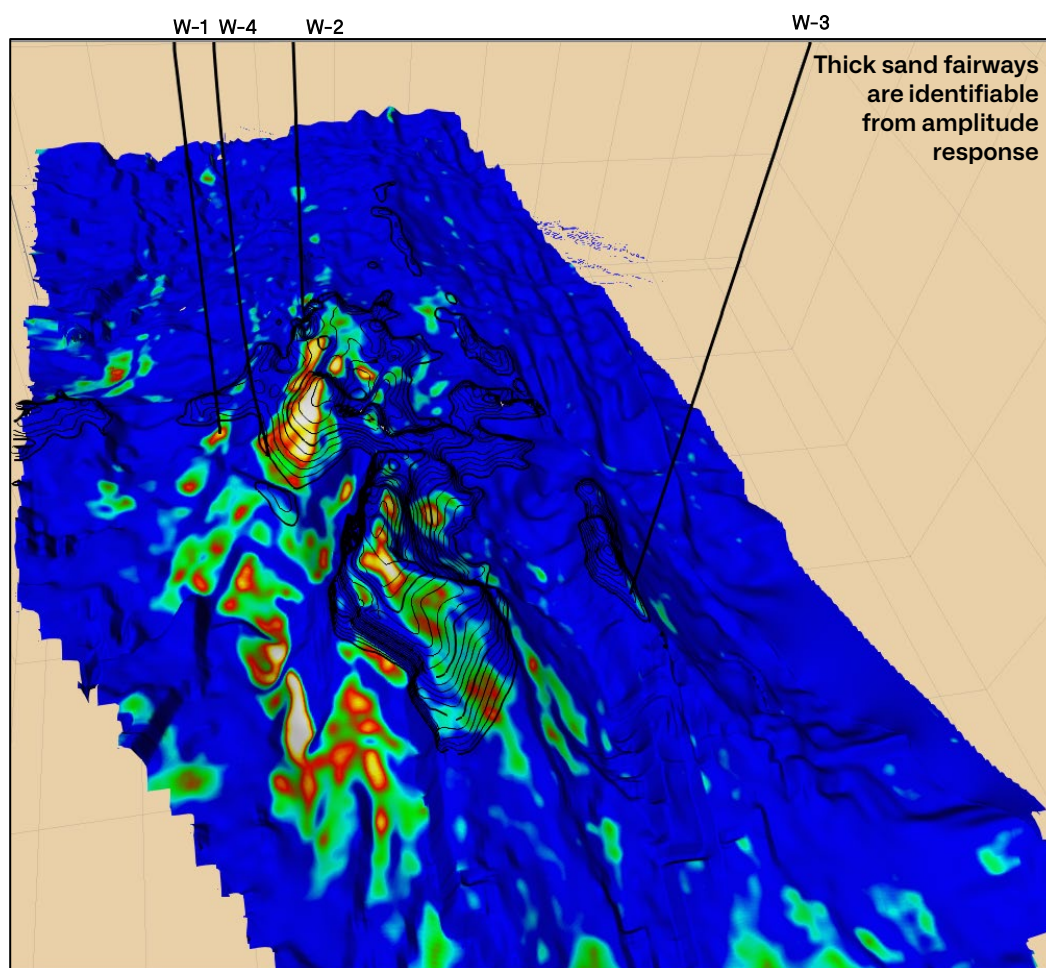 W-1 W-4 W-2 W-3
Thick sand fairways
are identifiable
from amplitude
response